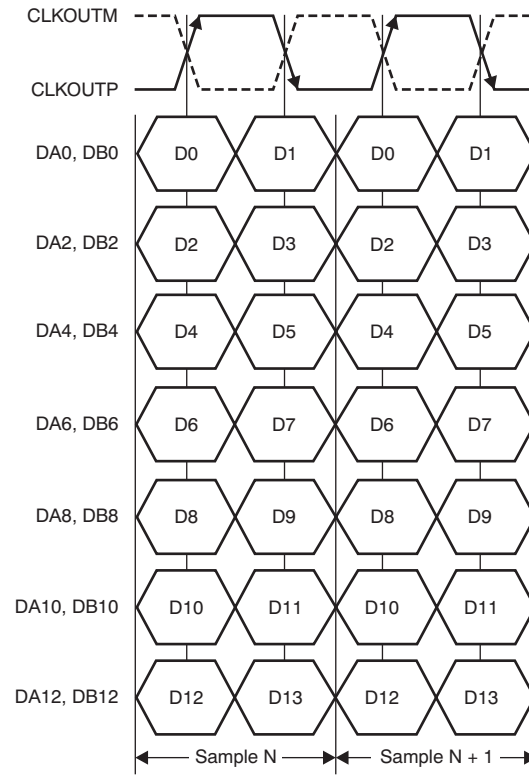 CLKOUTM
CLKOUTP
DA0, DB0 D0 D1 D0 D1
DA2, DB2 D2 D3 D2 D3
DA4, DB4 D4 D5 D4 D5
DA6, DB6 D6 D7 D6 D7
DA8, DB8 D8 D9 D8 D9
DA10, DB10 D10 D11 D10 D11
DA12, DB12 D12 D13 D12 D13
Sample N Sample N + 1